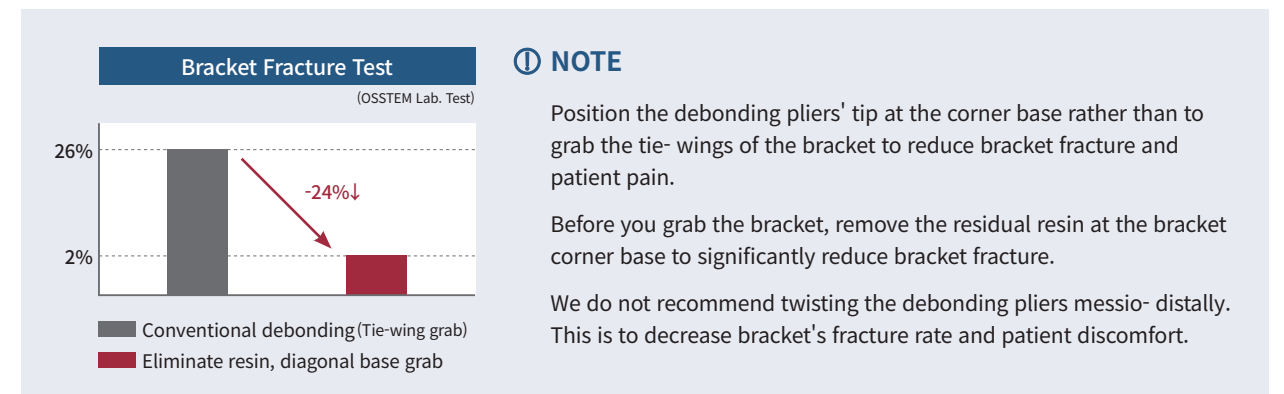 Bracket Fracture Test
(OSSTEM Lab. Test)
26%
-24%↓
2%
Conventional debonding (Tie-wing grab)
Eliminate resin, diagonal base grab
NOTE
Position the debonding pliers' tip at the corner base rather than to
grab the tie- wings of the bracket to reduce bracket fracture and
patient pain.
Before you grab the bracket, remove the residual resin at the bracket
corner base to significantly reduce bracket fracture.
We do not recommend twisting the debonding pliers messio- distally.
This is to decrease bracket's fracture rate and patient discomfort.